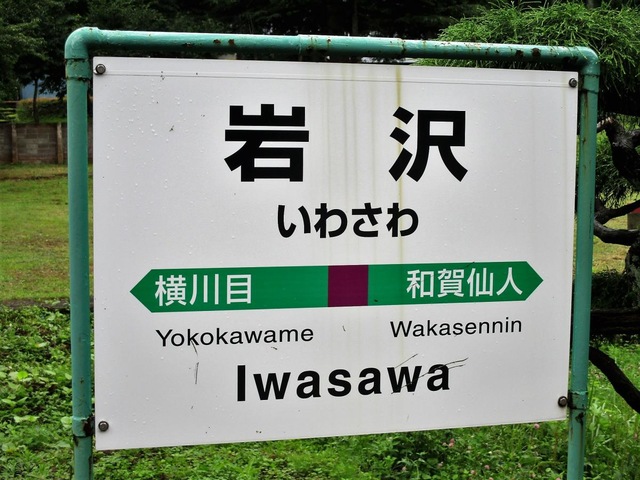 岩沢
いわさわ
横川目 和賀仙人
Yokokawame Wakasennin
Iwasawa